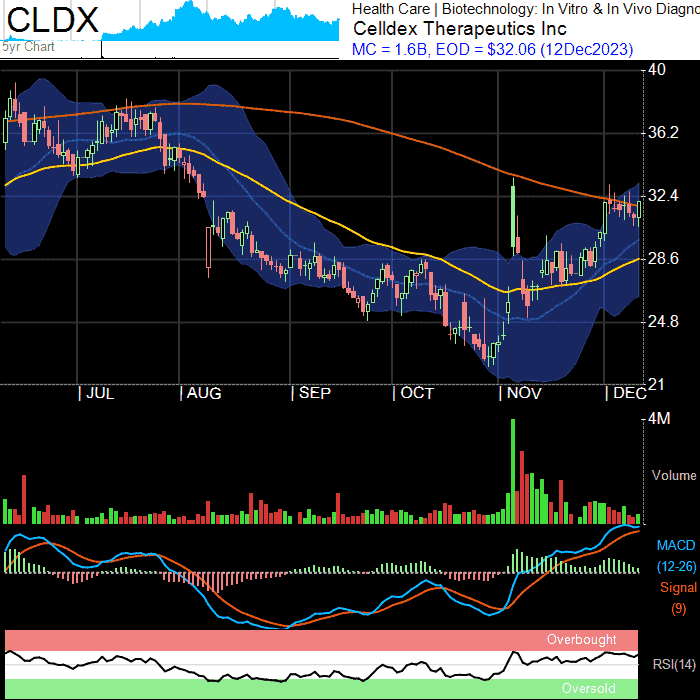 CLDX
5yr Chart
Health Care | Biotechnology: In Vitro & In Vivo Diagno
Celldex Therapeutics Inc
MC = 1.6B, EOD = $32.06 (12Dec2023)
40
36.2
32.4
28.6
24.8
21
| JUL | AUG | SEP | OCT | NOV | DEC
4M
Volume
MACD
(12-26)
Signal
(9)
Overbought
RSI(14)
Oversold